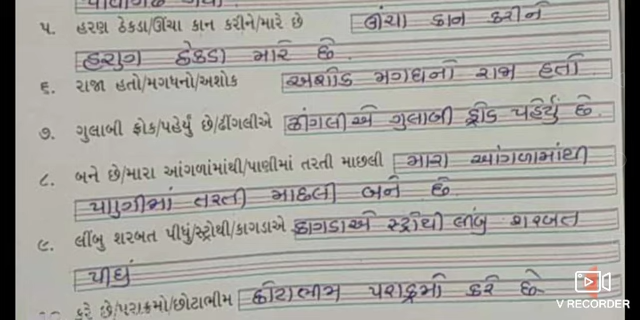 ૫. હરણ ઠેકડા/ઊંચા કાન કરીને/મારે છે ઊંચા કાન કરીને
હરણ ઠેકડા મારે છે.
૬. રાજા હતો/મગધનો/અશોક અશોક મગધનો રાજા હતો.
૭. ગુલાબી ફ્રોક/પહેર્યું છે/ઢીંગલીએ ઢીંગલીએ ગુલાબી ફ્રોક પહેર્યું છે.
૮. બને છે/મારા આંગળાંમાંથી/પાણીમાં તરતી માછલી મારા આંગળામાંથી
પાણીમાં તરતી માછલી બને છે.
૯. લીંબુ શરબત પીધું/સ્ટ્રોથી/કાગડાએ કાગડાએ સ્ટ્રોથી લીંબુ શરબત
પીધું
કરે છે/પરાક્રમો/છોટાભીમ છોટાભીમ પરાક્રમો કરે છે.
V RECORDER